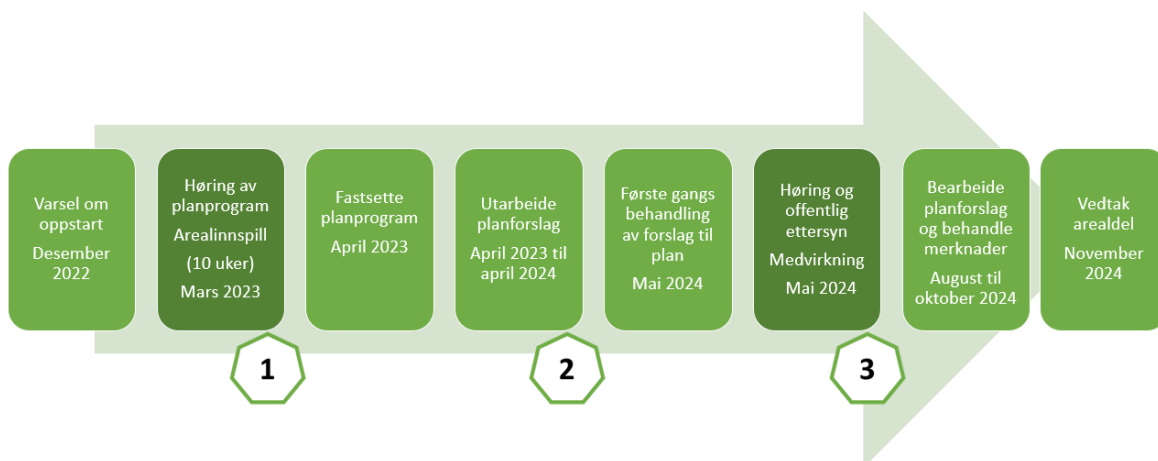 Varsel om
oppstart
Desember
2022
Høring av
planprogram
Arealinnspill
(10 uker)
Mars 2023
Fastsette
planprogram
April 2023
Utarbeide
planforslag
April 2023 til
april 2024
Første gangs
behandling
av forslag til
plan
Mai 2024
Høring og
offentlig
ettersyn
Medvirkning
Mai 2024
Bearbeide
planforslag
og behandle
merknader
August til
oktober 2024
Vedtak
arealdel
November
2024
1
2
3